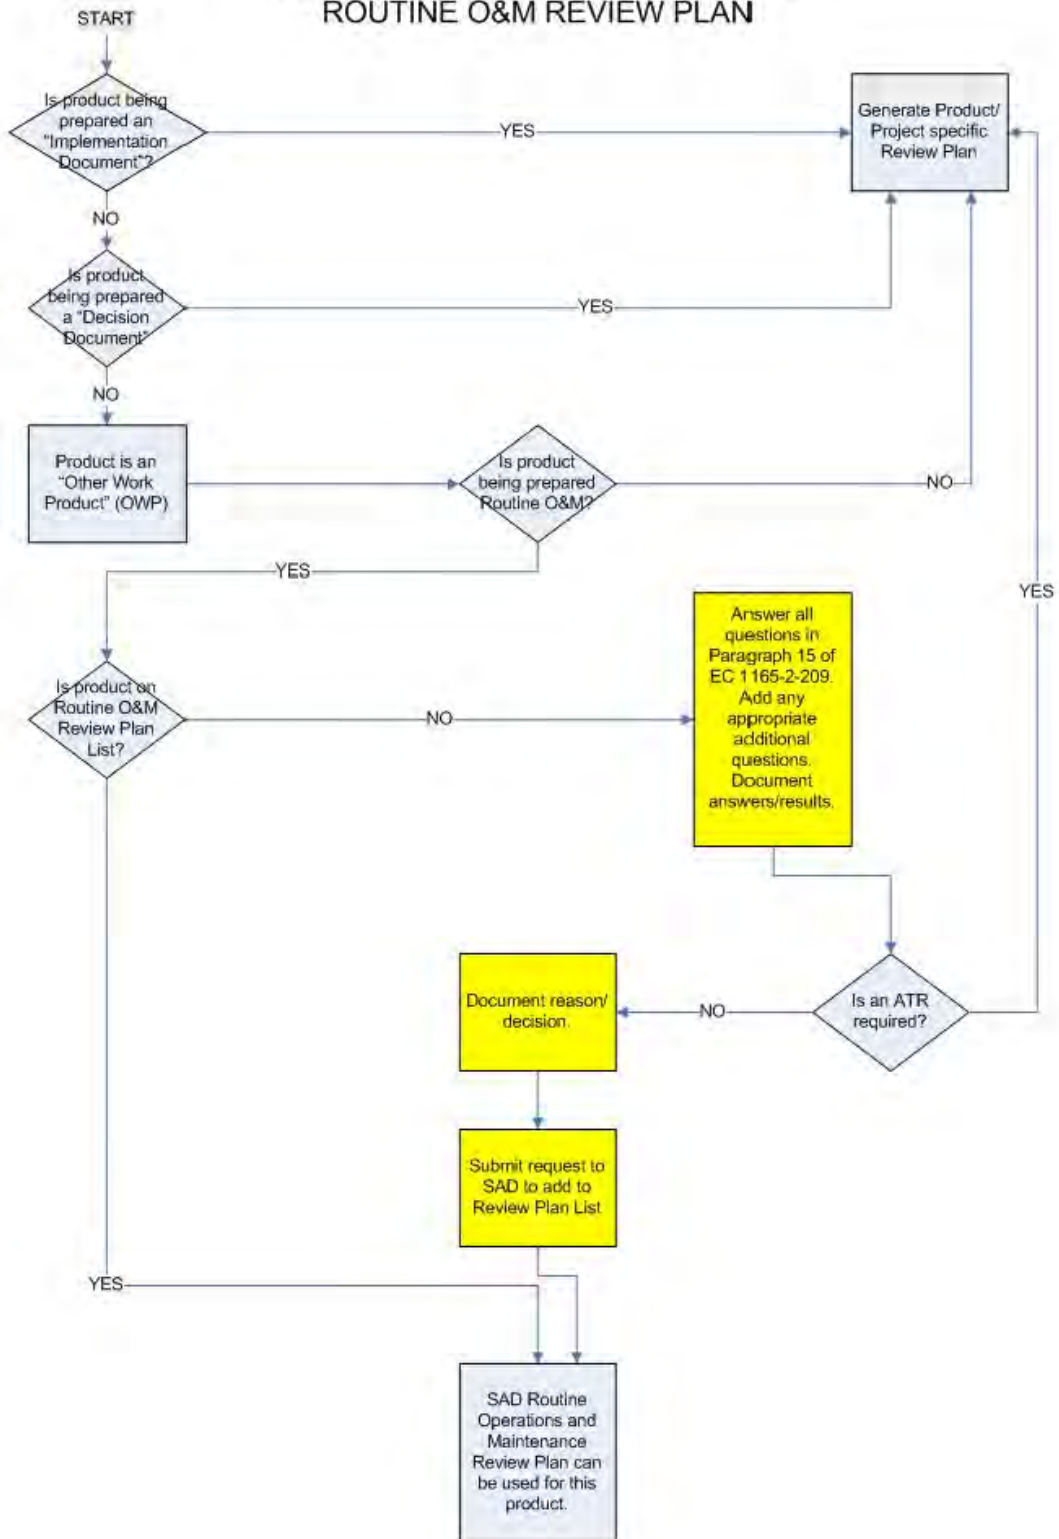 ROUTINE O&M REVIEW PLAN
START
Is product being
prepared an
"Implementation
Document"?
YES
Generate Product/
Project specific
Review Plan
NO
Is product
being prepared
a "Decision
Document"
YES
NO
Product is an
"Other Work
Product" (OWP)
Is product
being prepared
Routine O&M?
NO
YES
YES
Answer all
questions in
Paragraph 15 of
EC 1165-2-209.
Add any
appropriate
additional
questions.
Document
answers/results.
Is product on
Routine O&M
Review Plan
List?
NO
Document reason/
decision.
NO
Is an ATR
required?
Submit request to
SAD to add to
Review Plan List
YES
SAD Routine
Operations and
Maintenance
Review Plan can
be used for this
product.